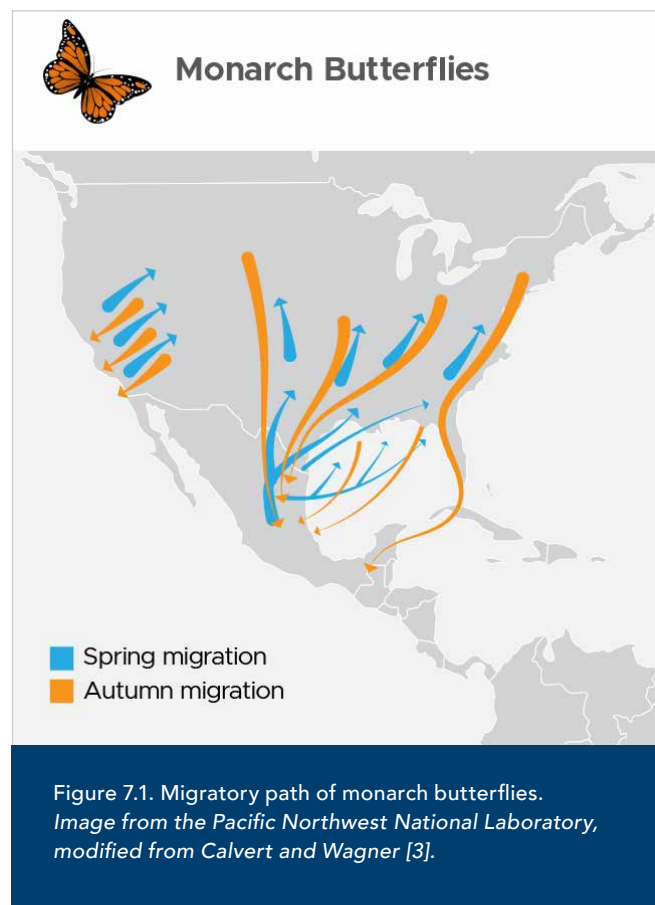 Monarch Butterflies
Spring migration
Autumn migration
Figure 7.1. Migratory path of monarch butterflies.
Image from the Pacific Northwest National Laboratory,
modified from Calvert and Wagner [3].